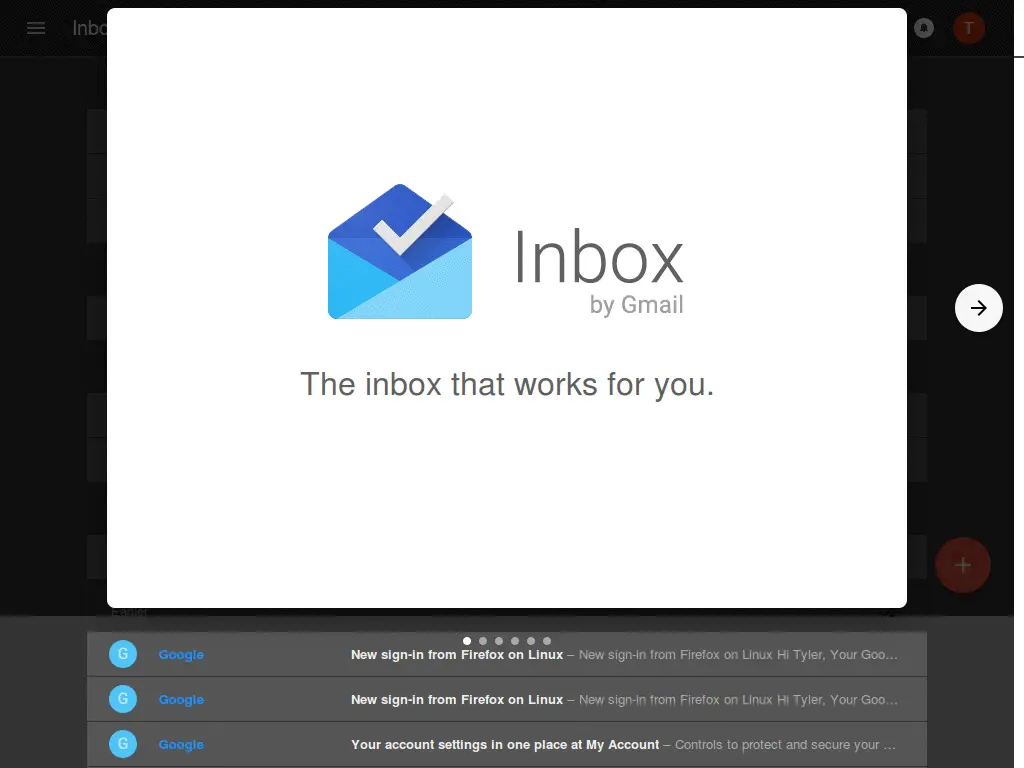 Inbo
T
Inbox
by Gmail
The inbox that works for you.
Earlier
G Google New sign-in from Firefox on Linux – New sign-in from Firefox on Linux Hi Tyler, Your Goo…
G Google New sign-in from Firefox on Linux – New sign-in from Firefox on Linux Hi Tyler, Your Goo…
G Google Your account settings in one place at My Account – Controls to protect and secure your …